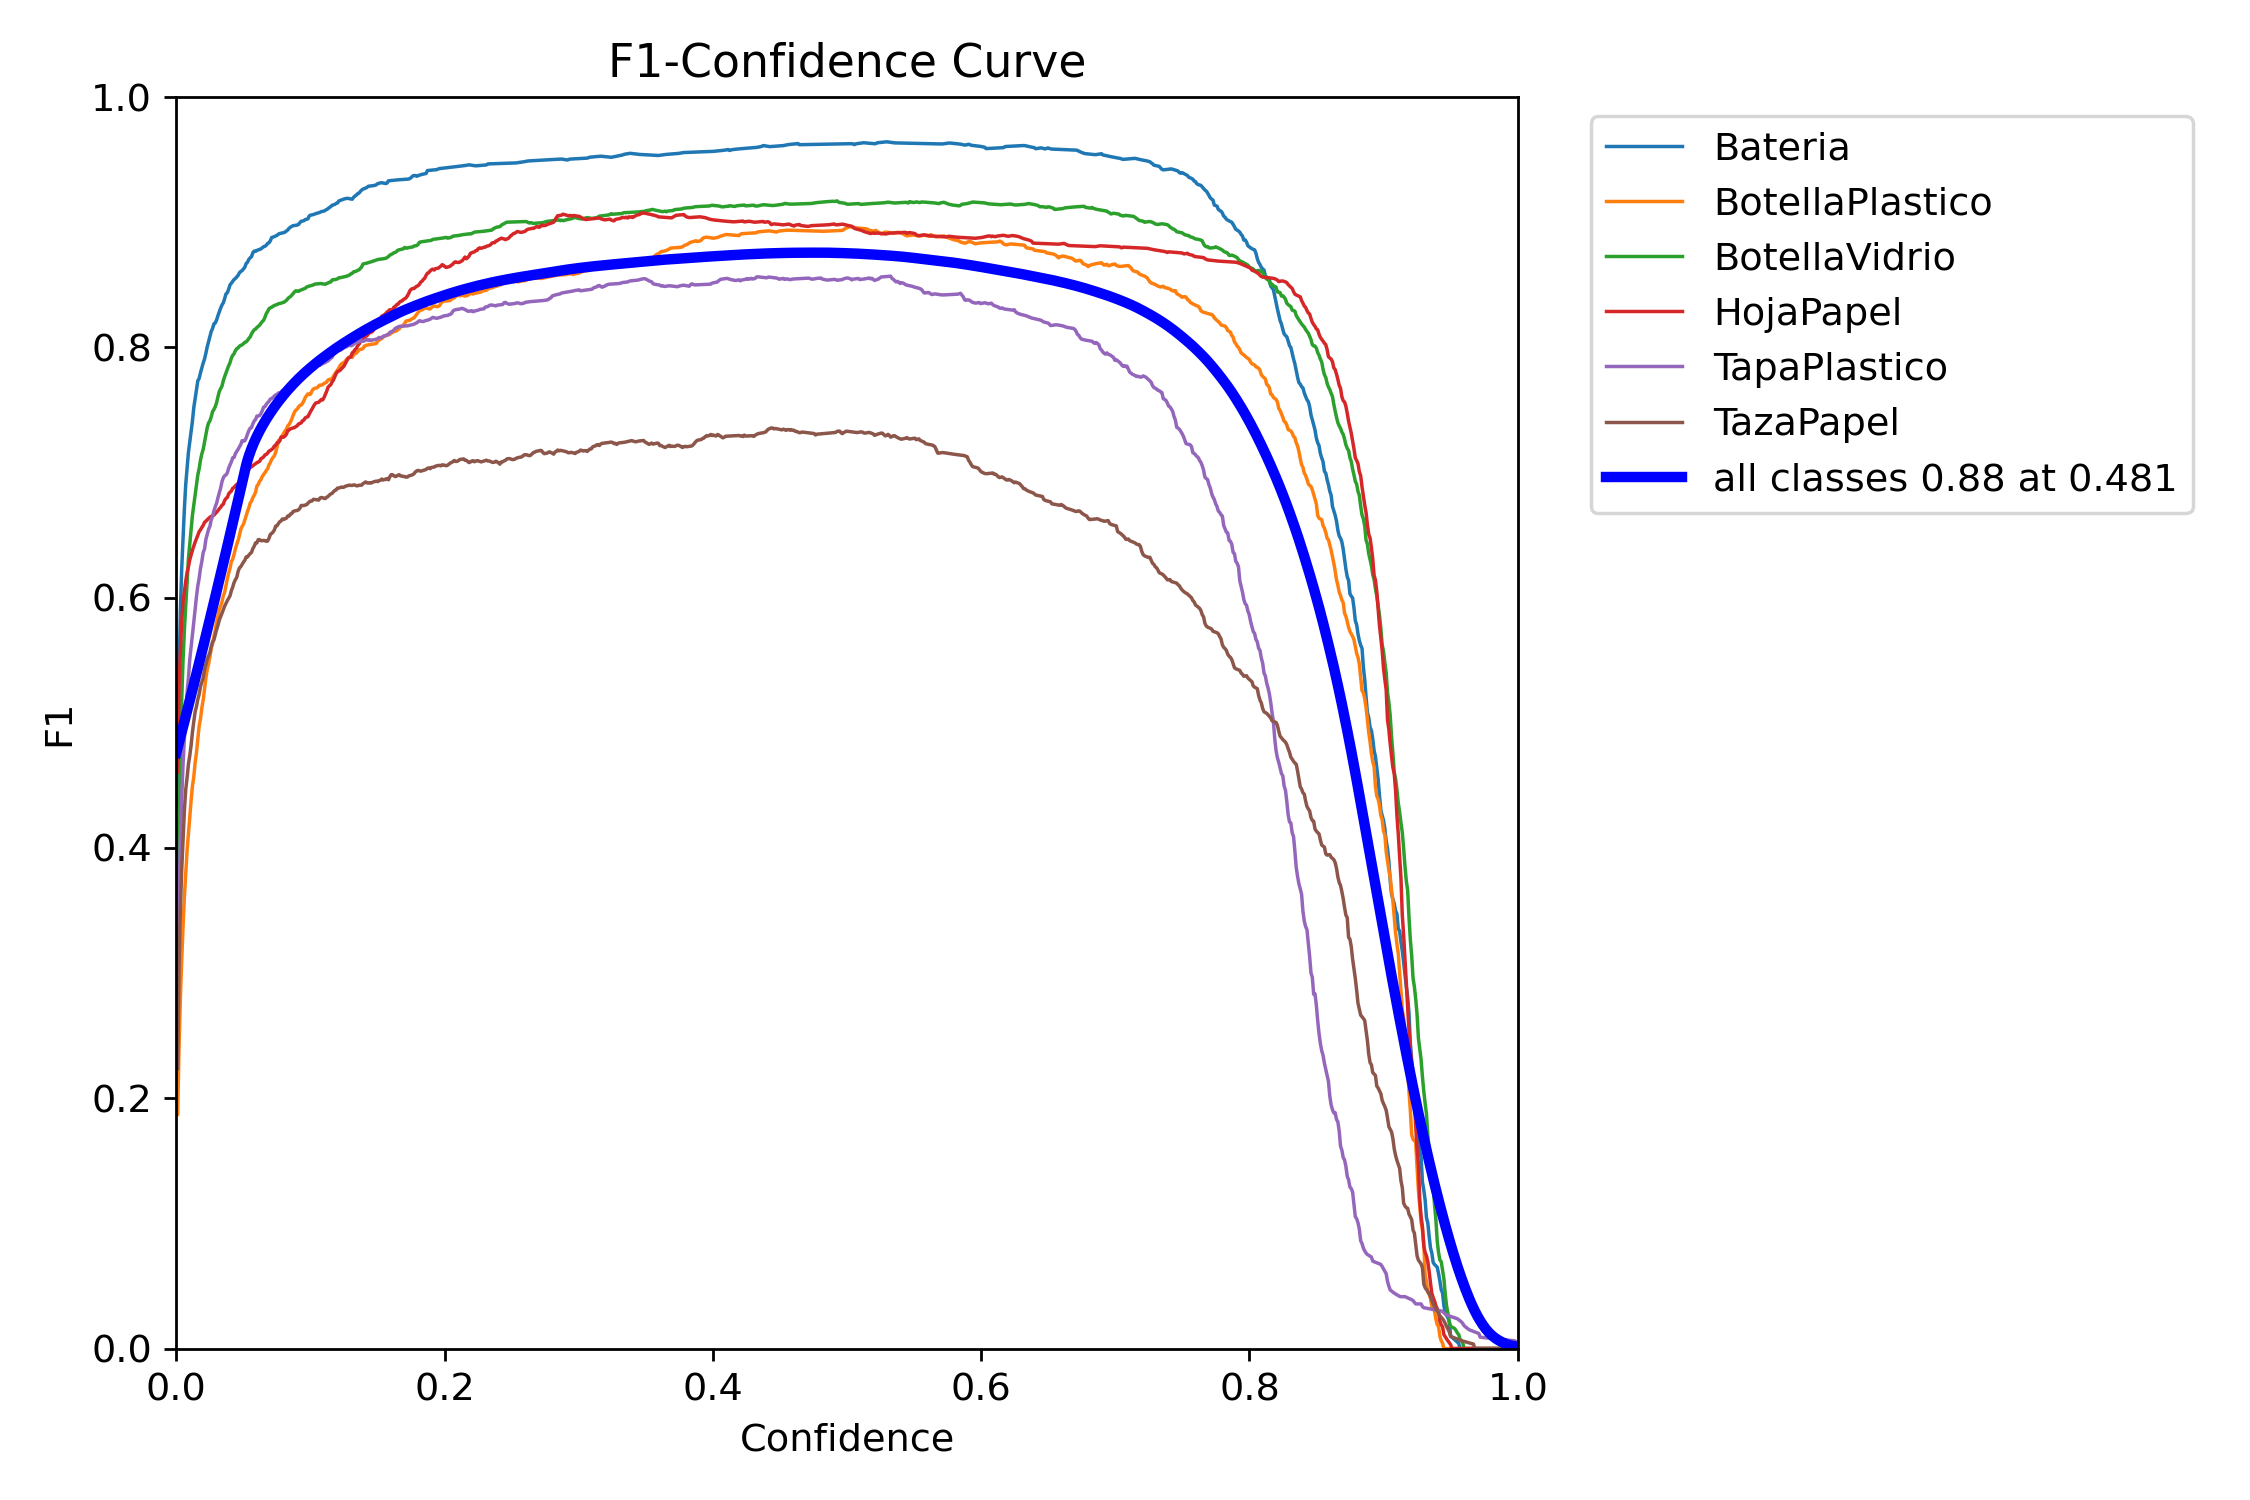 F1-Confidence Curve
1.0
0.8
0.6
0.4
0.2
0.0
F1
0.0 0.2 0.4 0.6 0.8 1.0
Confidence
Bateria
BotellaPlastico
BotellaVidrio
HojaPapel
TapaPlastico
TazaPapel
all classes 0.88 at 0.481